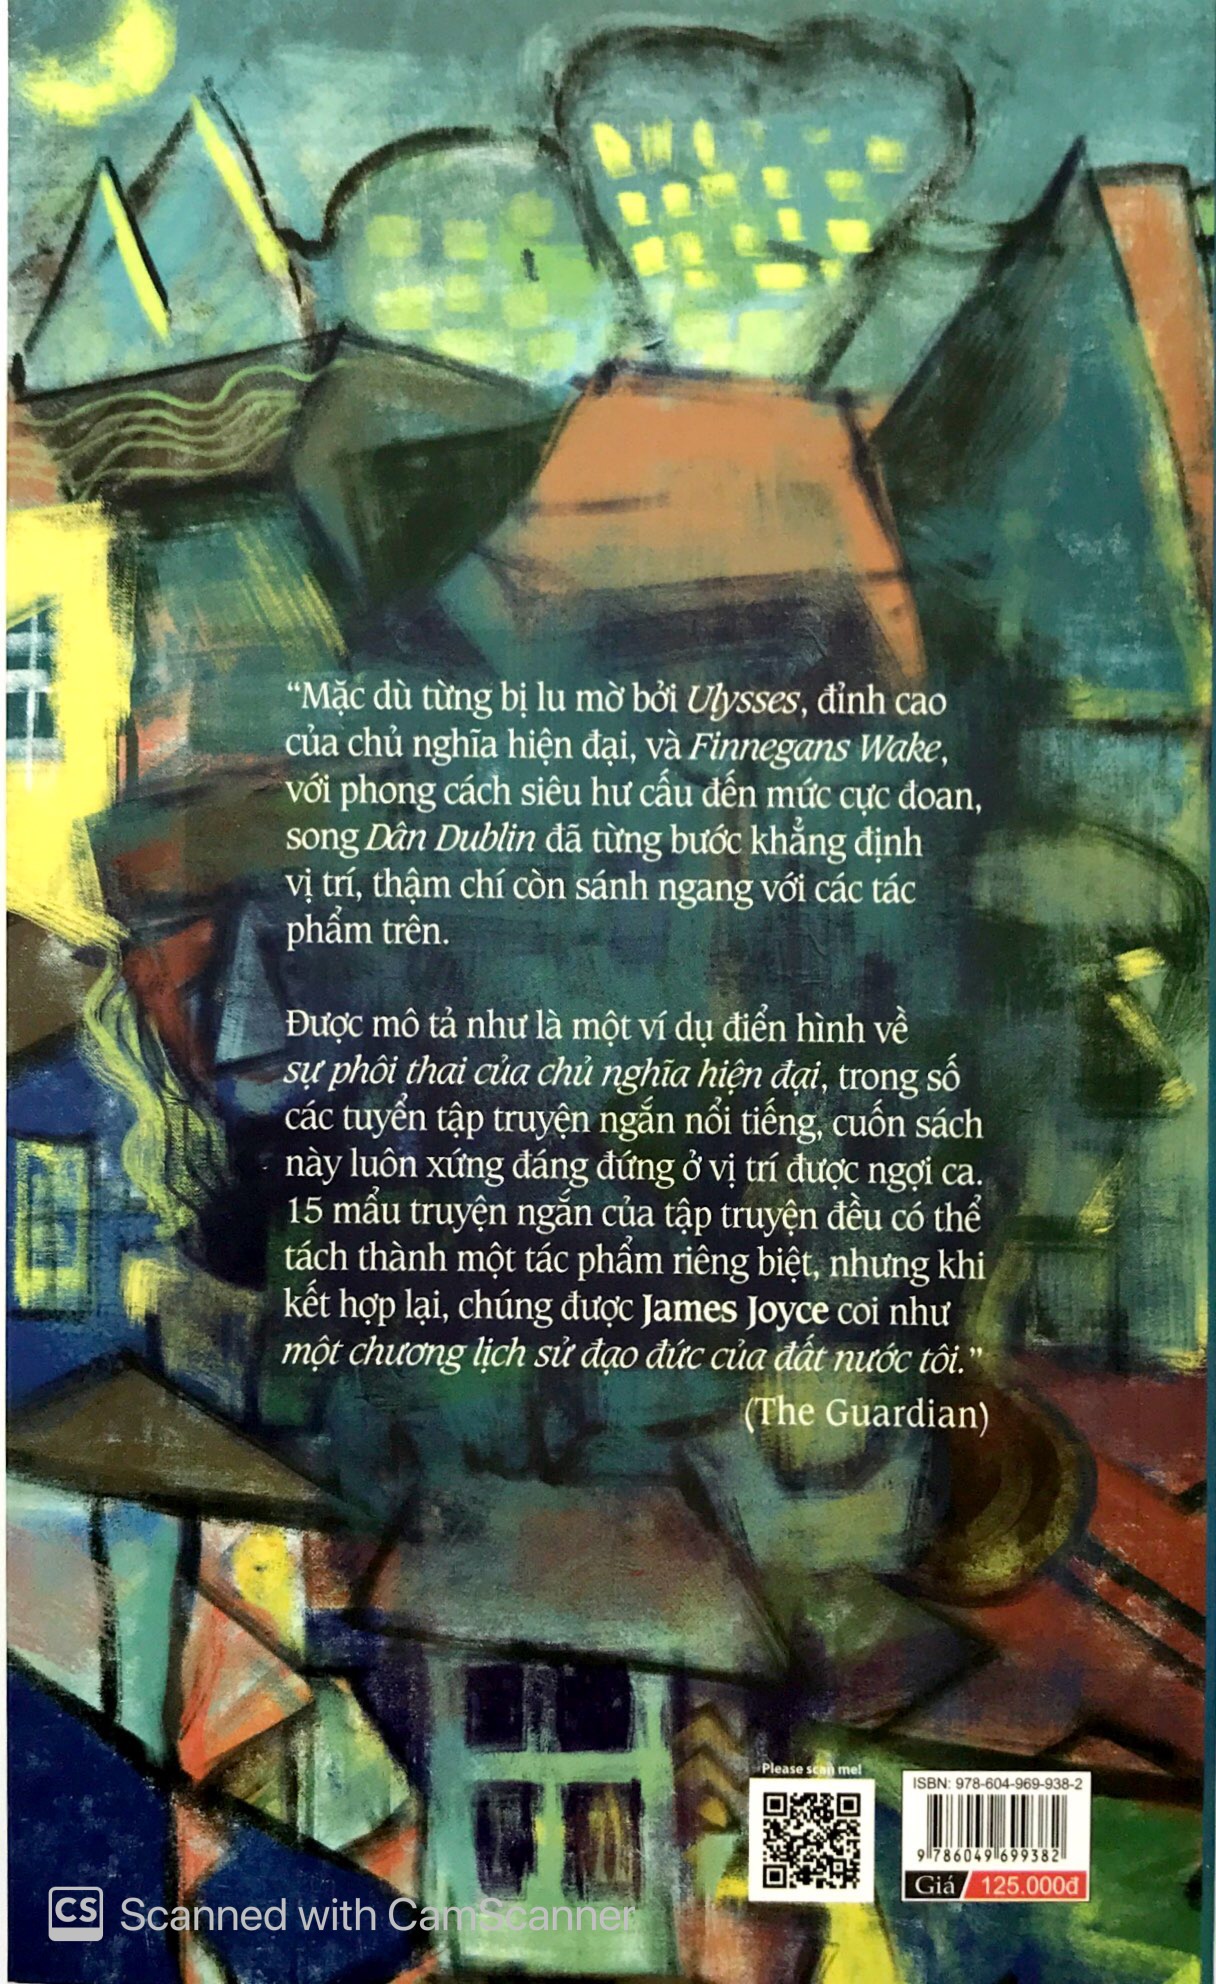 “Mặc dù từng bị lu mờ bởi Ulysses, đỉnh cao
của chủ nghĩa hiện đại, và Finnegans Wake,
với phong cách siêu hư cấu đến mức cực đoan,
song Dân Dublin đã từng bước khẳng định
vị trí, thậm chí còn sánh ngang với các tác
phẩm trên.
Được mô tả như là một ví dụ điển hình về
sự phôi thai của chủ nghĩa hiện đại, trong số
các tuyển tập truyện ngắn nổi tiếng, cuốn sách
này luôn xứng đáng đứng ở vị trí được ngợi ca.
15 mẩu truyện ngắn của tập truyện đều có thể
tách thành một tác phẩm riêng biệt, nhưng khi
kết hợp lại, chúng được James Joyce coi như
một chương lịch sử đạo đức của đất nước tôi.”
(The Guardian)
Please scan me!
ISBN: 978-604-969-938-2
9 786049 699382
Giá 125.000đ
CS Scanned with CamScanner